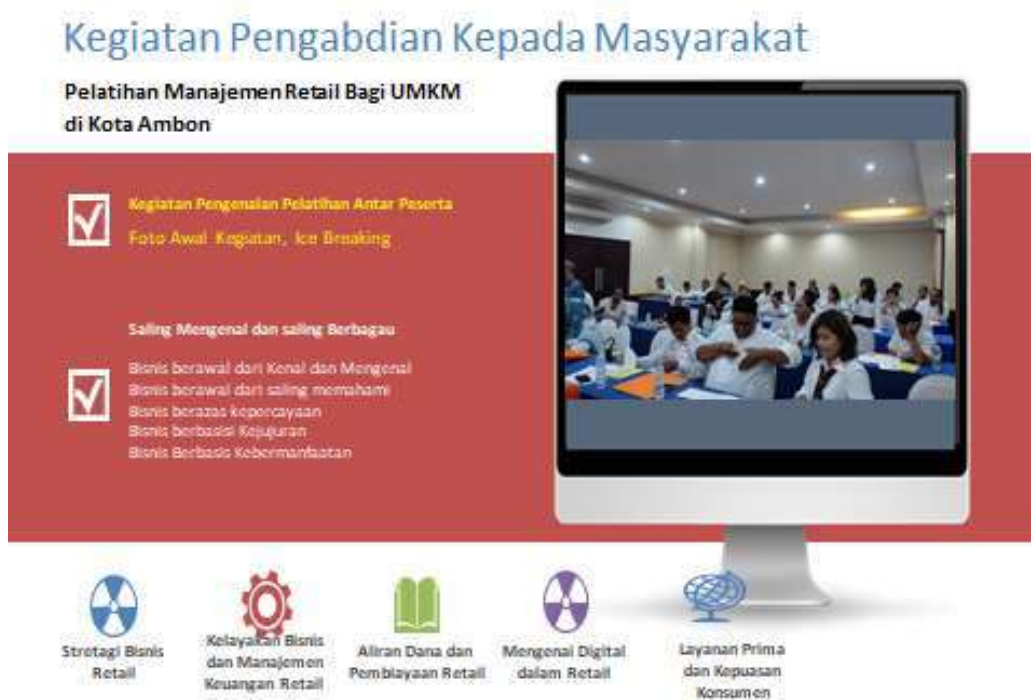 Kegiatan Pengabdian Kepada Masyarakat
Pelatihan Manajemen Retail Bagi UMKM
di Kota Ambon
Kegiatan Pengenalan Pelatihan Antar Peserta
Foto Awal Kegiatan, Ice Breaking
Saling Mengenal dan saling Berbagau
Bisnis berawal dari Kenal dan Mengenal
Bisnis berawal dari saling memahami
Bisnis berazas kepercayaan
Bisnis berbasisi Kejujuran
Bisnis Berbasis Kebermanfaatan
Stretagi Bisnis
Retail
Kelayakan Bisnis
dan Manajemen
Keuangan Retail
Aliran Dana dan
Pembiayaan Retail
Mengenai Digital
dalam Retail
Layanan Prima
dan Kepuasan
Konsumen